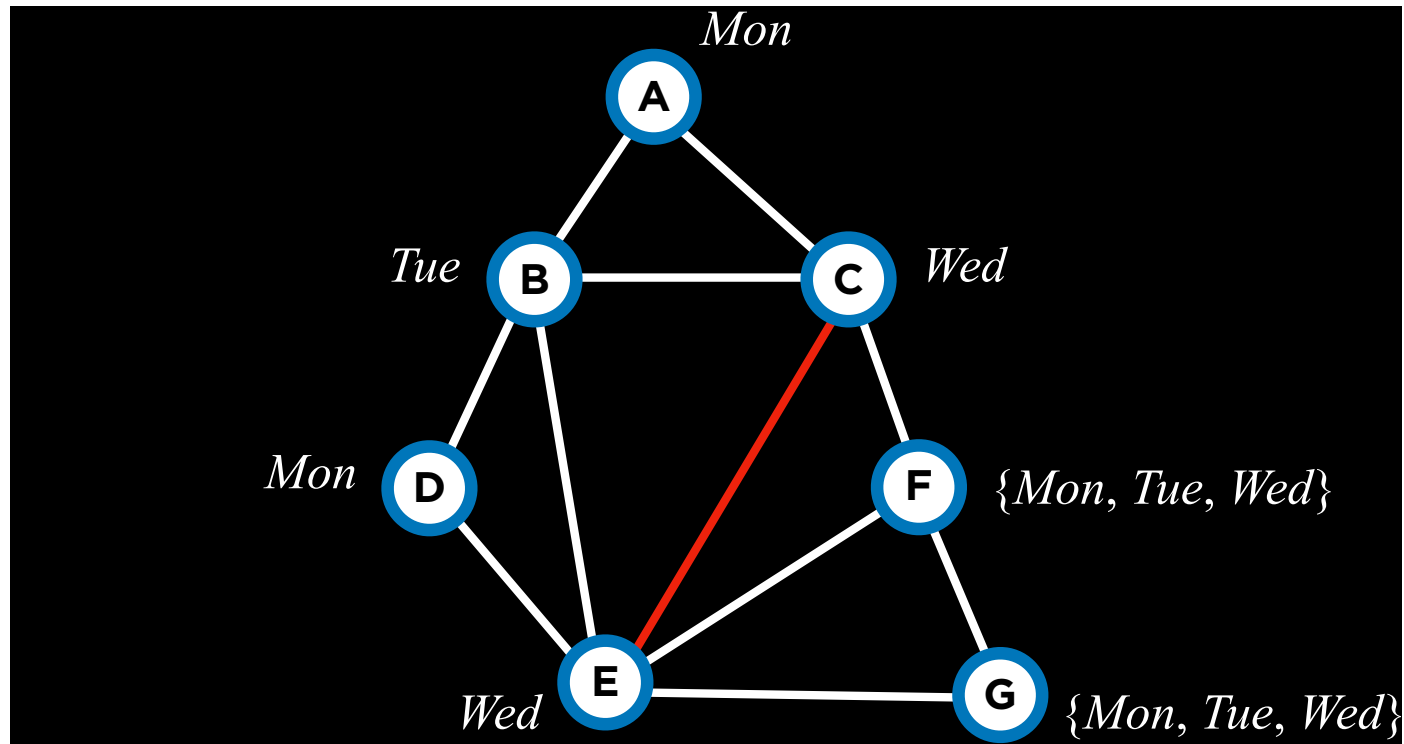 Mon
A
Tue
B
C
Wed
Mon
D
F
{Mon, Tue, Wed}
E
Wed
G
{Mon, Tue, Wed}